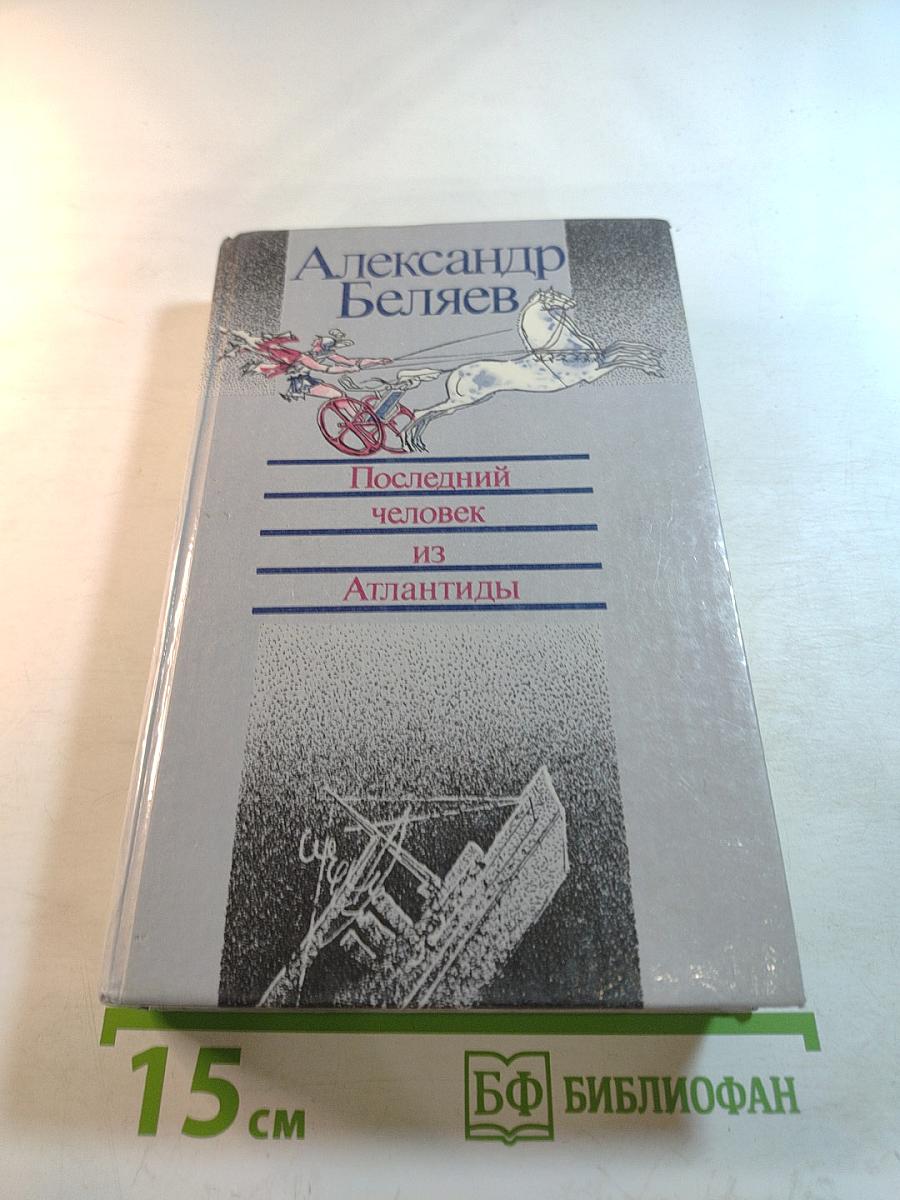 Александр
Беляев
Последний
человек
из
Атлантиды
15 см
БФ БИБЛИОФАН